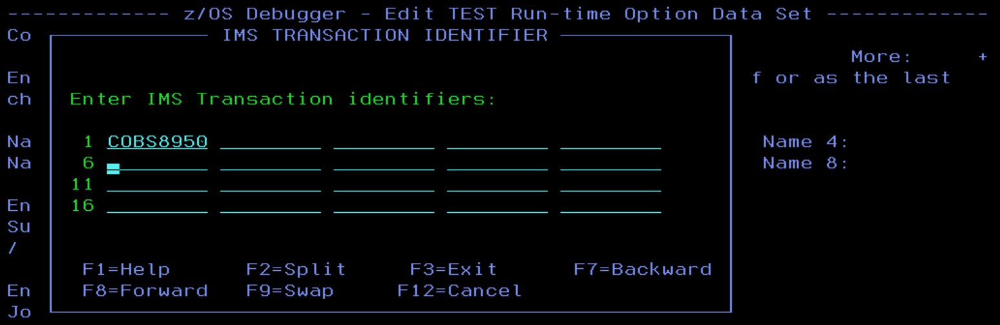 ------------- z/OS Debugger - Edit TEST Run-time Option Data Set -------------
Co IMS TRANSACTION IDENTIFIER
More: +
En f or as the last
ch Enter IMS Transaction identifiers:
Na 1 COBS8950 Name 4:
Na 6 Name 8:
11
En 16
Su
/
F1=Help F2=Split F3=Exit F7=Backward
En F8=Forward F9=Swap F12=Cancel
Jo